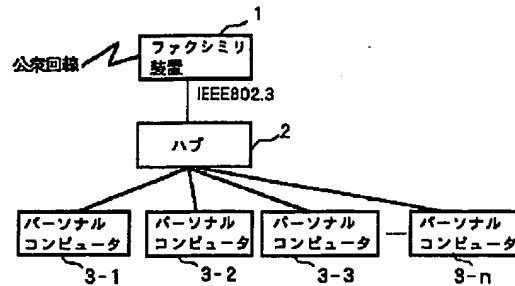 1
ファクシミリ
装置
公衆回線
IEEE802.3
ハブ
2
パーソナル
コンピュータ
パーソナル
コンピュータ
パーソナル
コンピュータ
パーソナル
コンピュータ
3-1
3-2
3-3
3-n